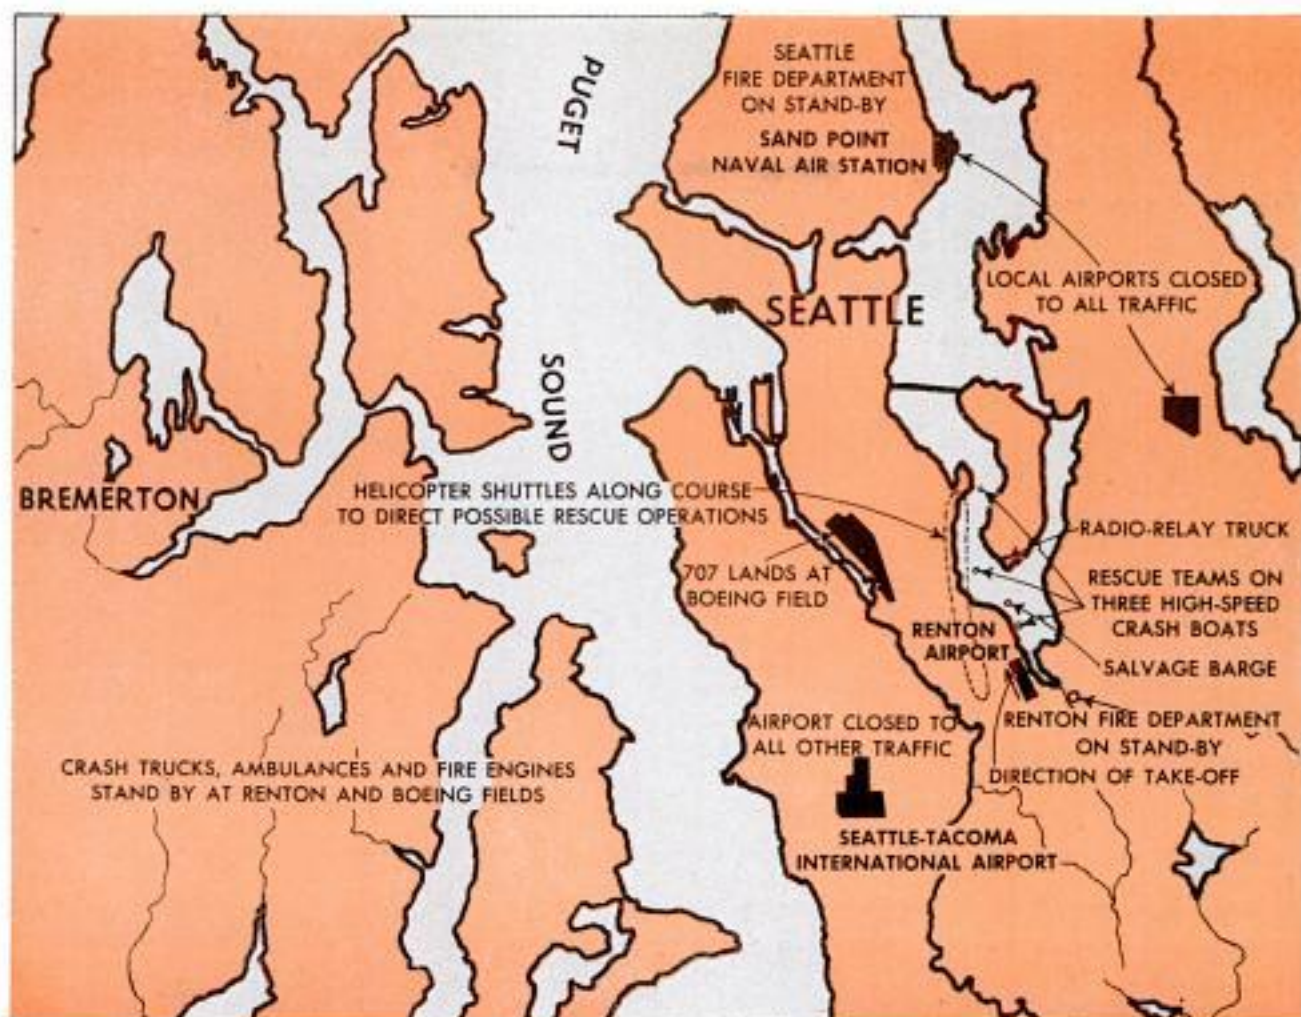 PUGET
SOUND
SEATTLE
FIRE DEPARTMENT
ON STAND-BY
SAND POINT
NAVAL AIR STATION
LOCAL AIRPORTS CLOSED
TO ALL TRAFFIC
SEATTLE
BREMERTON
HELICOPTER SHUTTLES ALONG COURSE
TO DIRECT POSSIBLE RESCUE OPERATIONS
707 LANDS AT
BOEING FIELD
RADIO-RELAY TRUCK
RESCUE TEAMS ON
THREE HIGH-SPEED
CRASH BOATS
RENTON
AIRPORT
SALVAGE BARGE
RENTON FIRE DEPARTMENT
ON STAND-BY
DIRECTION OF TAKE-OFF
AIRPORT CLOSED TO
ALL OTHER TRAFFIC
SEATTLE-TACOMA
INTERNATIONAL AIRPORT
CRASH TRUCKS, AMBULANCES AND FIRE ENGINES
STAND BY AT RENTON AND BOEING FIELDS